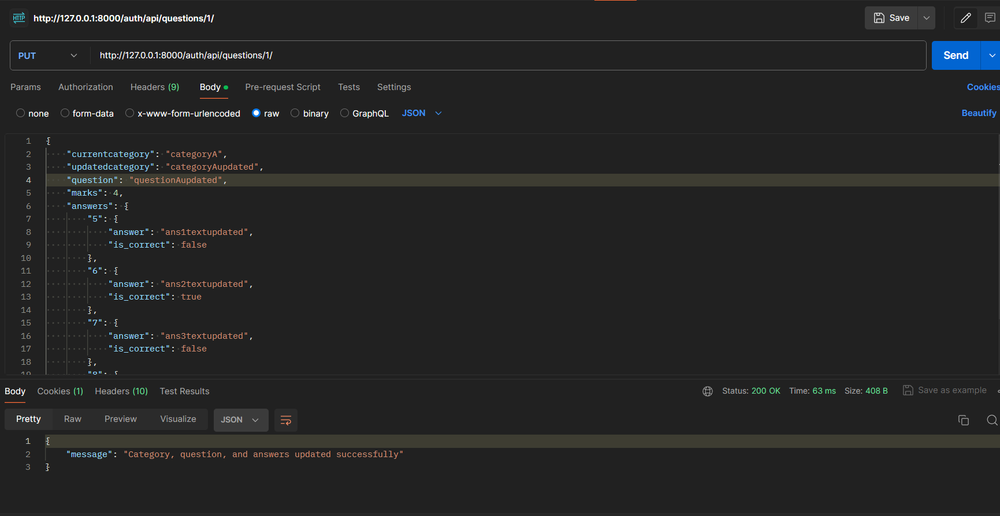 HTTP http://127.0.0.1:8000/auth/api/questions/1/ Save
PUT http://127.0.0.1:8000/auth/api/questions/1/ Send
Params Authorization Headers (9) Body Pre-request Script Tests Settings Cookies
none form-data x-www-form-urlencoded raw binary GraphQL JSON Beautify
1 {
2 "currentcategory": "categoryA",
3 "updatedcategory": "categoryAupdated",
4 "question": "questionAupdated",
5 "marks": 4,
6 "answers": {
7 "5": {
8 "answer": "ans1textupdated",
9 "is_correct": false
10 },
11 "6": {
12 "answer": "ans2textupdated",
13 "is_correct": true
14 },
15 "7": {
16 "answer": "ans3textupdated",
17 "is_correct": false
18 },
19 "8": {
Body Cookies (1) Headers (10) Test Results Status: 200 OK Time: 63 ms Size: 408 B Save as example
Pretty Raw Preview Visualize JSON
1 {
2 "message": "Category, question, and answers updated successfully"
3 }